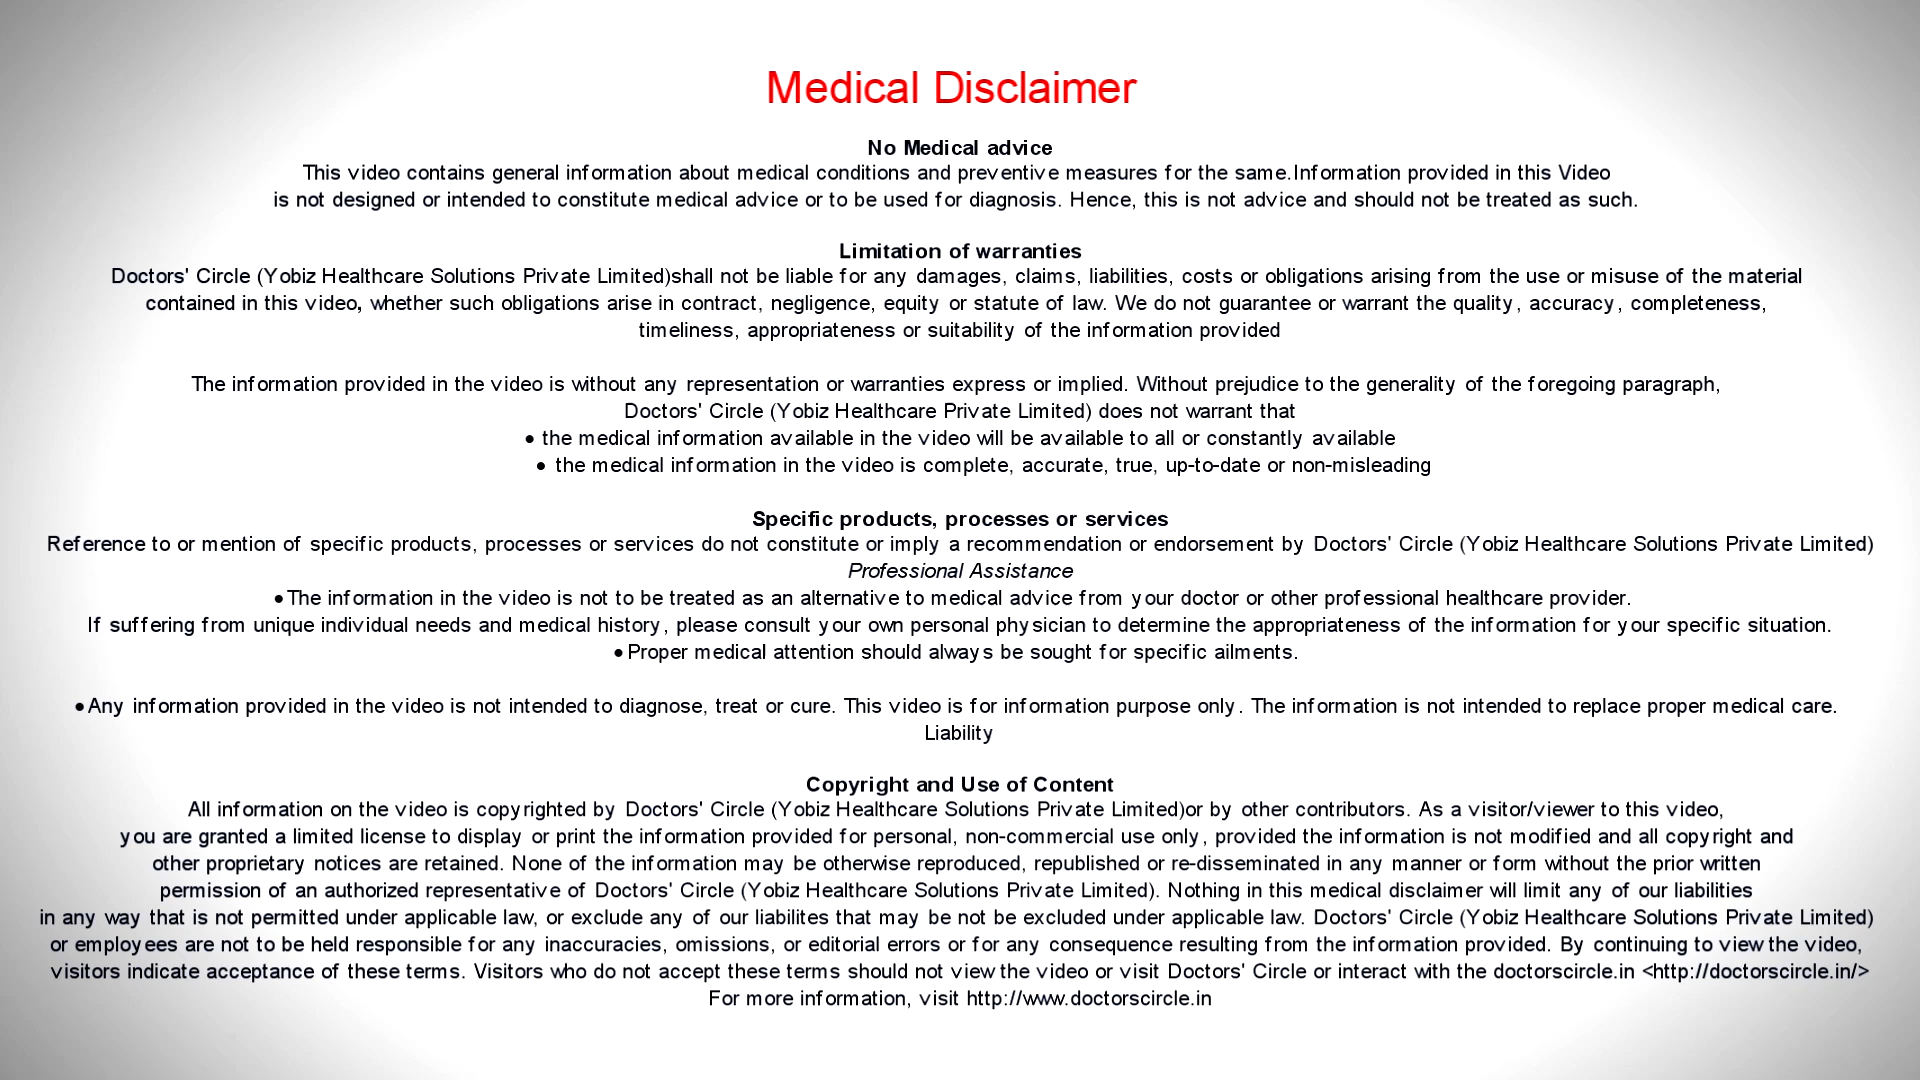 Medical Disclaimer
No Medical advice
This video contains general information about medical conditions and preventive measures for the same.Information provided in this Video
is not designed or intended to constitute medical advice or to be used for diagnosis. Hence, this is not advice and should not be treated as such.
Limitation of warranties
Doctors' Circle (Yobiz Healthcare Solutions Private Limited)shall not be liable for any damages, claims, liabilities, costs or obligations arising from the use or misuse of the material
contained in this video, whether such obligations arise in contract, negligence, equity or statute of law. We do not guarantee or warrant the quality, accuracy, completeness,
timeliness, appropriateness or suitability of the information provided
The information provided in the video is without any representation or warranties express or implied. Without prejudice to the generality of the foregoing paragraph,
Doctors' Circle (Yobiz Healthcare Private Limited) does not warrant that
• the medical information available in the video will be available to all or constantly available
• the medical information in the video is complete, accurate, true, up-to-date or non-misleading
Specific products, processes or services
Reference to or mention of specific products, processes or services do not constitute or imply a recommendation or endorsement by Doctors' Circle (Yobiz Healthcare Solutions Private Limited)
Professional Assistance
•The information in the video is not to be treated as an alternative to medical advice from your doctor or other professional healthcare provider.
If suffering from unique individual needs and medical history, please consult your own personal physician to determine the appropriateness of the information for your specific situation.
•Proper medical attention should always be sought for specific ailments.
•Any information provided in the video is not intended to diagnose, treat or cure. This video is for information purpose only. The information is not intended to replace proper medical care.
Liability
Copyright and Use of Content
All information on the video is copyrighted by Doctors' Circle (Yobiz Healthcare Solutions Private Limited)or by other contributors. As a visitor/viewer to this video,
you are granted a limited license to display or print the information provided for personal, non-commercial use only, provided the information is not modified and all copyright and
other proprietary notices are retained. None of the information may be otherwise reproduced, republished or re-disseminated in any manner or form without the prior written
permission of an authorized representative of Doctors' Circle (Yobiz Healthcare Solutions Private Limited). Nothing in this medical disclaimer will limit any of our liabilities
in any way that is not permitted under applicable law, or exclude any of our liabilites that may be not be excluded under applicable law. Doctors' Circle (Yobiz Healthcare Solutions Private Limited)
or employees are not to be held responsible for any inaccuracies, omissions, or editorial errors or for any consequence resulting from the information provided. By continuing to view the video,
visitors indicate acceptance of these terms. Visitors who do not accept these terms should not view the video or visit Doctors' Circle or interact with the doctorscircle.in <http://doctorscircle.in/>
For more information, visit http://www.doctorscircle.in